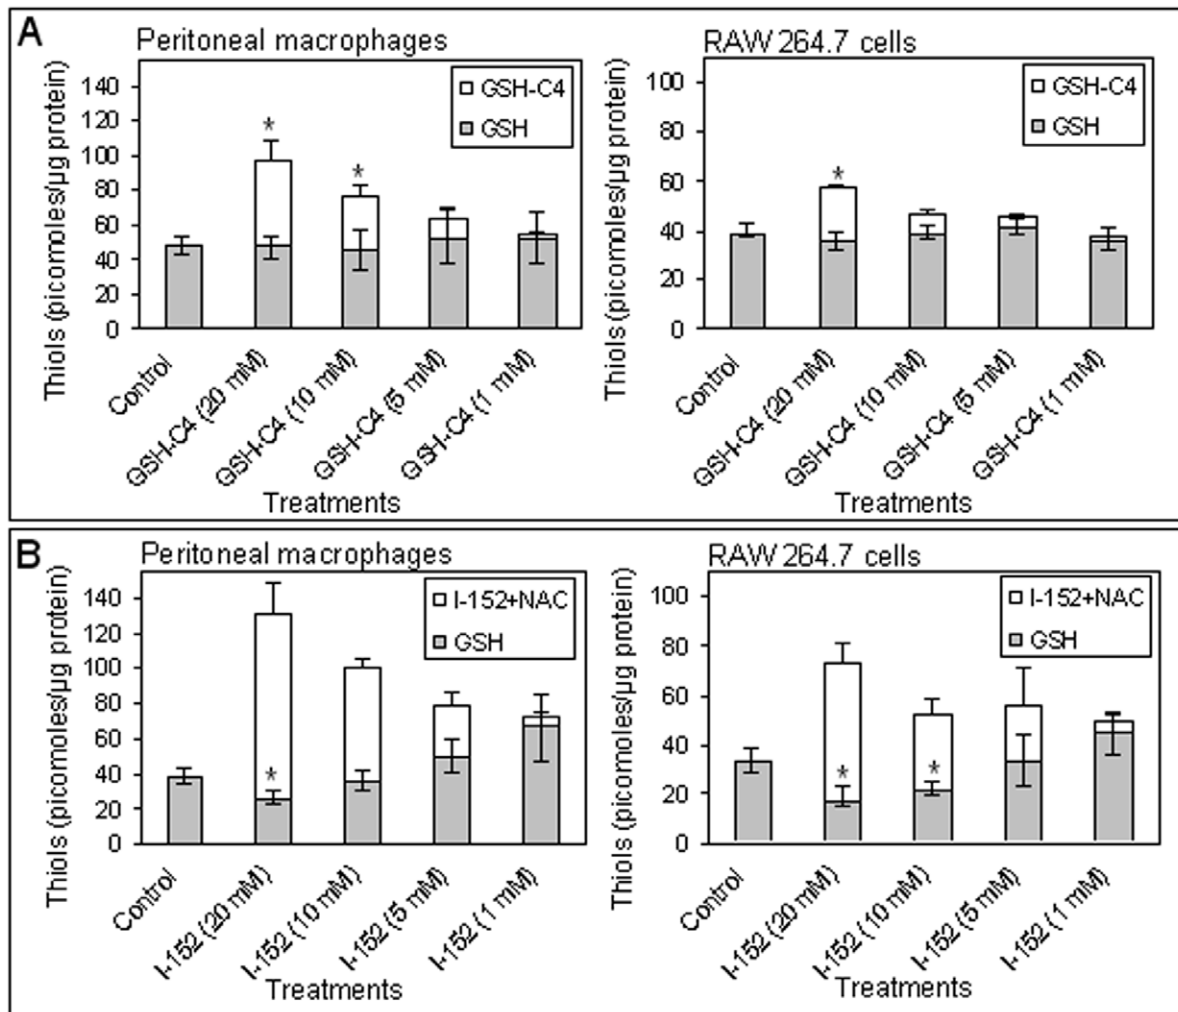 A
Peritoneal macrophages
Thiols (picomoles/µg protein)
140
120
100
80
60
40
20
0
GSH-C4
GSH
*
*
Control
GSH-C4 (20 mM)
GSH-C4 (10 mM)
GSH-C4 (5 mM)
GSH-C4 (1 mM)
Treatments
RAW 264.7 cells
Thiols (picomoles/µg protein)
100
80
60
40
20
0
GSH-C4
GSH
*
Control
GSH-C4 (20 mM)
GSH-C4 (10 mM)
GSH-C4 (5 mM)
GSH-C4 (1 mM)
Treatments
B
Peritoneal macrophages
Thiols (picomoles/µg protein)
140
120
100
80
60
40
20
0
I-152+NAC
GSH
*
Control
I-152 (20 mM)
I-152 (10 mM)
I-152 (5 mM)
I-152 (1 mM)
Treatments
RAW 264.7 cells
Thiols (picomoles/µg protein)
100
80
60
40
20
0
I-152+NAC
GSH
*
*
Control
I-152 (20 mM)
I-152 (10 mM)
I-152 (5 mM)
I-152 (1 mM)
Treatments